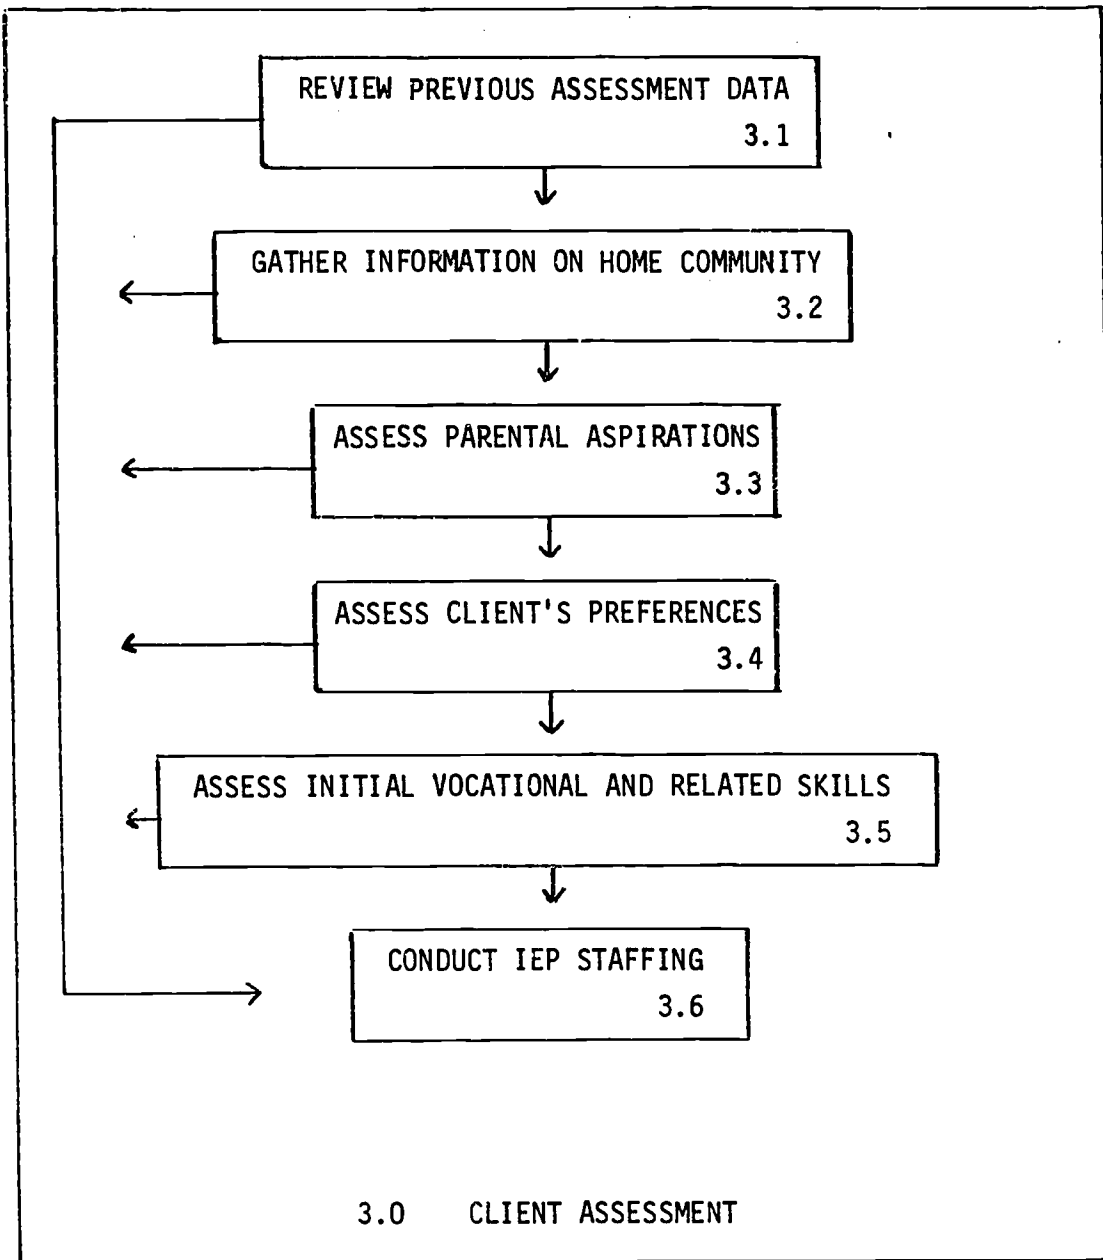 REVIEW PREVIOUS ASSESSMENT DATA
3.1
GATHER INFORMATION ON HOME COMMUNITY
3.2
ASSESS PARENTAL ASPIRATIONS
3.3
ASSESS CLIENT'S PREFERENCES
3.4
ASSESS INITIAL VOCATIONAL AND RELATED SKILLS
3.5
CONDUCT IEP STAFFING
3.6
3.0 CLIENT ASSESSMENT